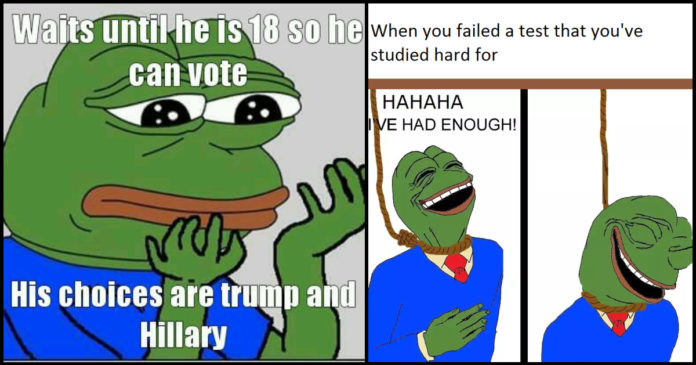 Waits until he is 18 so he
can vote
His choices are trump and
Hillary
When you failed a test that you've
studied hard for
HAHAHA
I'VE HAD ENOUGH!